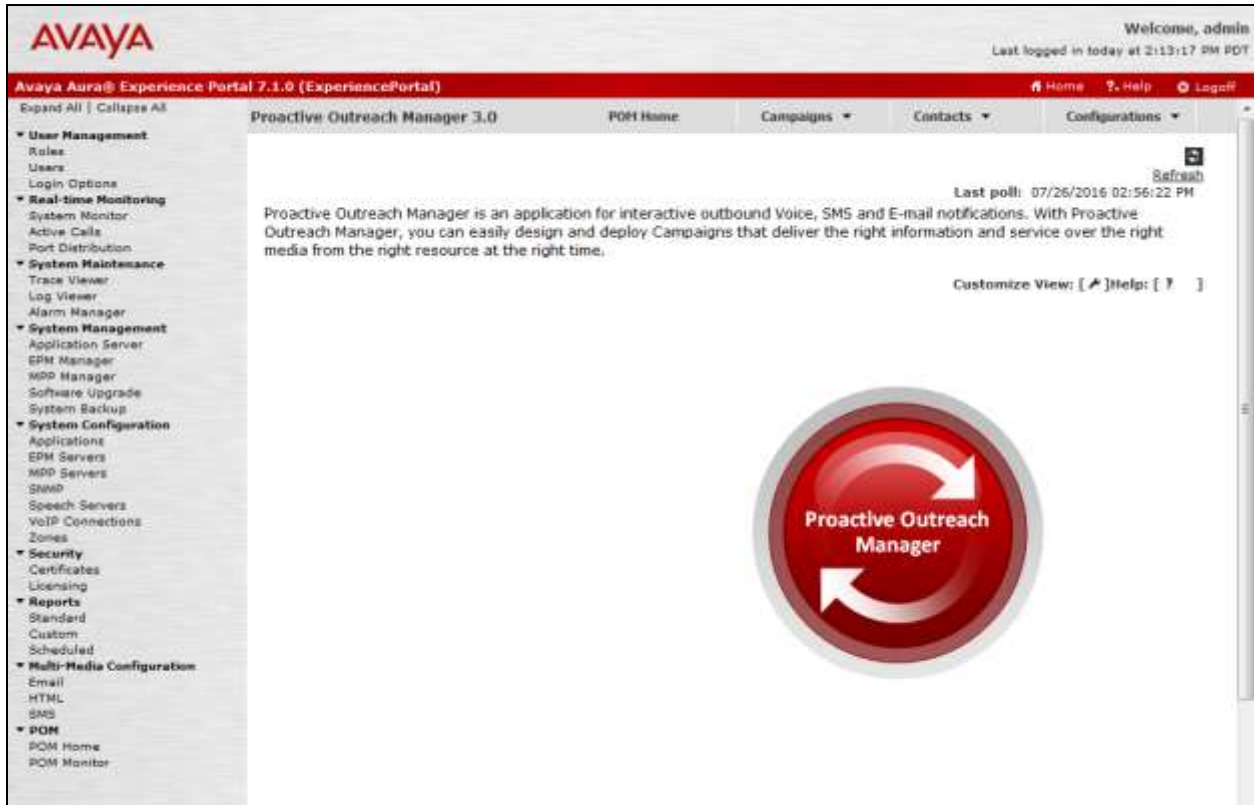 AVAYA
Welcome, admin
Last logged in today at 2:13:17 PM PDT
Avaya Aura® Experience Portal 7.1.0 (ExperiencePortal)
Home ?. Help Logoff
Expand All | Collapse All
Proactive Outreach Manager 3.0 POM Home Campaigns Contacts Configurations
User Management
Roles
Users
Login Options
Real-time Monitoring
System Monitor
Active Calls
Port Distribution
System Maintenance
Trace Viewer
Log Viewer
Alarm Manager
System Management
Application Server
EPM Manager
MPP Manager
Software Upgrade
System Backup
System Configuration
Applications
EPM Servers
MPP Servers
SNMP
Speech Servers
VoIP Connections
Zones
Security
Certificates
Licensing
Reports
Standard
Custom
Scheduled
Multi-Media Configuration
Email
HTML
SMS
POM
POM Home
POM Monitor
Refresh
Last poll: 07/26/2016 02:56:22 PM
Proactive Outreach Manager is an application for interactive outbound Voice, SMS and E-mail notifications. With Proactive
Outreach Manager, you can easily design and deploy Campaigns that deliver the right information and service over the right
media from the right resource at the right time.
Customize View: [ ]Help: [ ? ]
Proactive Outreach
Manager